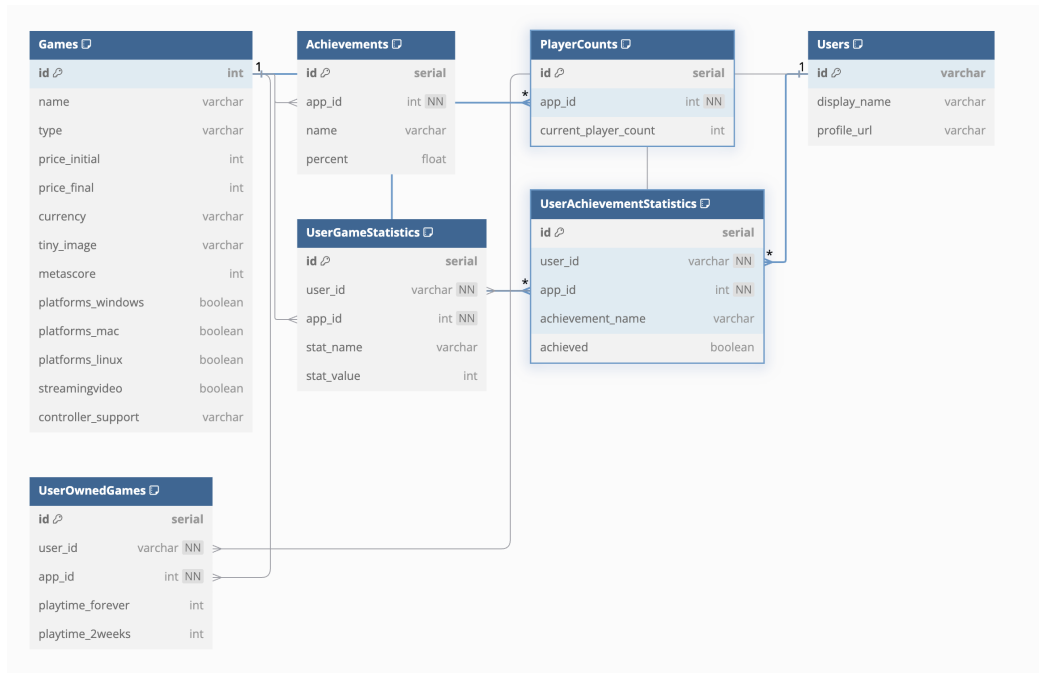 Games
id int
name varchar
type varchar
price_initial int
price_final int
currency varchar
tiny_image varchar
metascore int
platforms_windows boolean
platforms_mac boolean
platforms_linux boolean
streamingvideo boolean
controller_support varchar
1
Achievements
id serial
app_id int NN
name varchar
percent float
PlayerCounts
id serial
* app_id int NN
current_player_count int
Users
1 id varchar
display_name varchar
profile_url varchar
UserGameStatistics
id serial
user_id varchar NN
app_id int NN
stat_name varchar
stat_value int
UserAchievementStatistics
id serial
user_id varchar NN *
* app_id int NN
achievement_name varchar
achieved boolean
UserOwnedGames
id serial
user_id varchar NN
app_id int NN
playtime_forever int
playtime_2weeks int